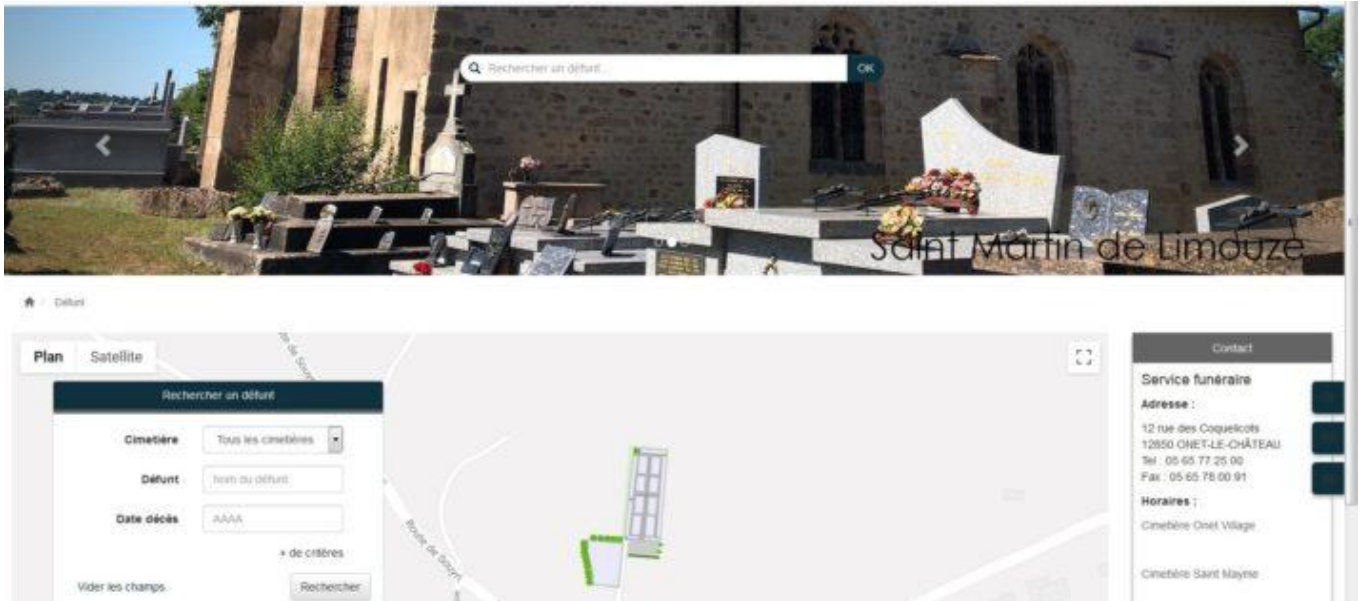 Rechercher un défunt...
OK
Saint Martin de Limouze
Défunt
Plan
Satellite
Rechercher un défunt
Cimetière
Tous les cimetières
Défunt
Nom du défunt
Date décès
AAAA
+ de critères
Vider les champs
Rechercher
Route de Souyri
Contact
Service funéraire
Adresse :
12 rue des Coquelicots
12850 ONET-LE-CHÂTEAU
Tel : 05 65 77 25 00
Fax : 05 65 78 00 91
Horaires :
Cimetière Onet Village
Cimetière Saint Mayme